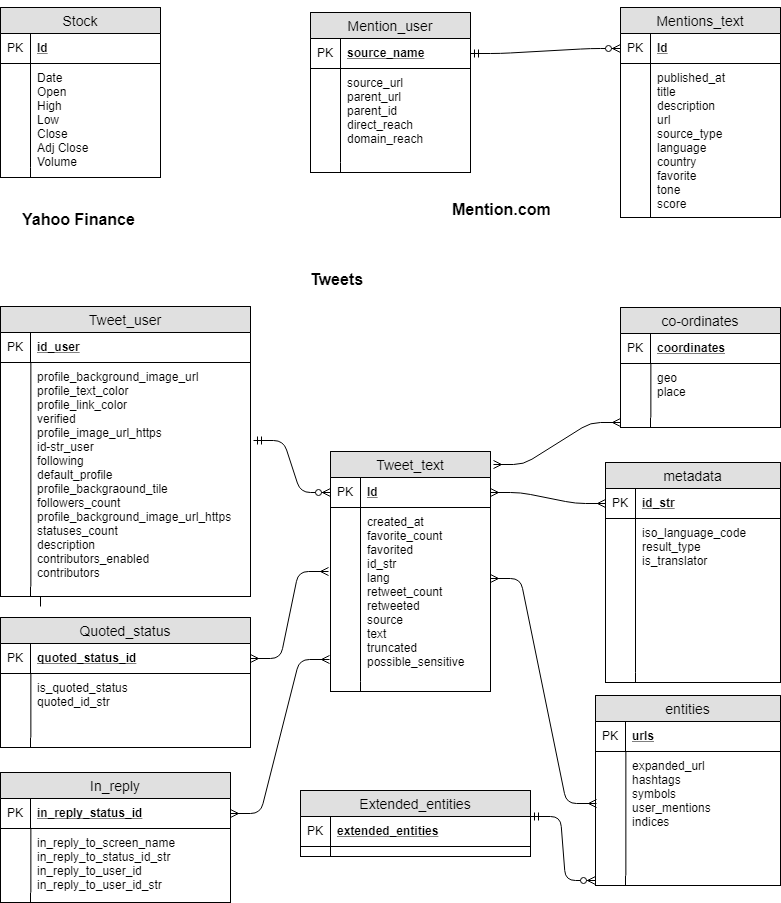 Stock
PK Id
Date
Open
High
Low
Close
Adj Close
Volume
Yahoo Finance
Mention_user
PK source_name
source_url
parent_url
parent_id
direct_reach
domain_reach
Mentions_text
PK Id
published_at
title
description
url
source_type
language
country
favorite
tone
score
Mention.com
Tweets
Tweet_user
PK id_user
profile_background_image_url
profile_text_color
profile_link_color
verified
profile_image_url_https
id-str_user
following
default_profile
profile_backgraound_tile
followers_count
profile_background_image_url_https
statuses_count
description
contributors_enabled
contributors
Quoted_status
PK quoted_status_id
is_quoted_status
quoted_id_str
In_reply
PK in_reply_status_id
in_reply_to_screen_name
in_reply_to_status_id_str
in_reply_to_user_id
in_reply_to_user_id_str
Tweet_text
PK Id
created_at
favorite_count
favorited
id_str
lang
retweet_count
retweeted
source
text
truncated
possible_sensitive
Extended_entities
PK extended_entities
co-ordinates
PK coordinates
geo
place
metadata
PK id_str
iso_language_code
result_type
is_translator
entities
PK urls
expanded_url
hashtags
symbols
user_mentions
indices